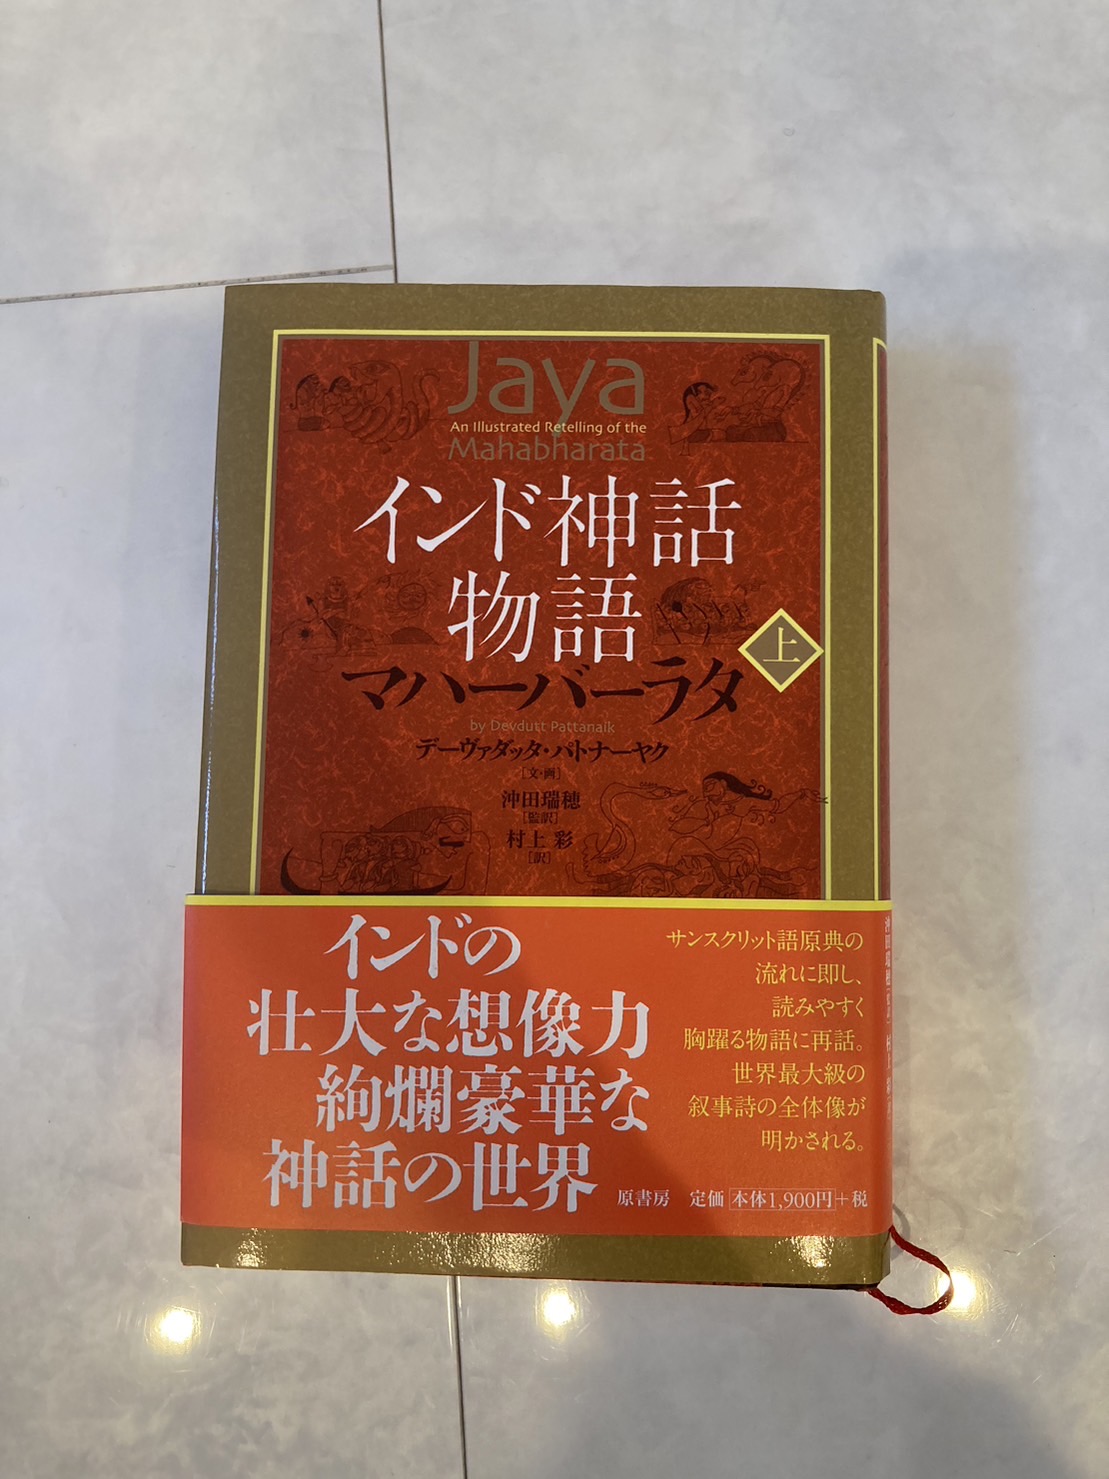 Jaya
An Illustrated Retelling of the
Mahabharata
インド神話
物語
マハーバーラタ
上
by Devdutt Pattanaik
デーヴァダッタ・パトナーヤク
[文・画]
沖田瑞穂
[監訳]
村上 彩
[訳]
インドの
壮大な想像力
絢爛豪華な
神話の世界
サンスクリット語原典の
流れに即し、
読みやすく
胸躍る物語に再話。
世界最大級の
叙事詩の全体像が
明かされる。
原書房 定価 本体1,900円+税